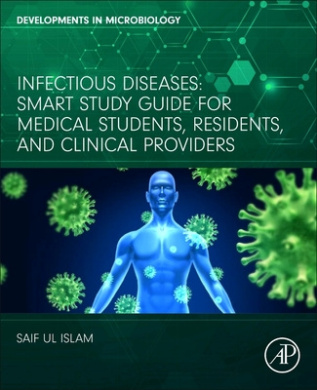 DEVELOPMENTS IN MICROBIOLOGY
INFECTIOUS DISEASES:
SMART STUDY GUIDE FOR
MEDICAL STUDENTS, RESIDENTS,
AND CLINICAL PROVIDERS
SAIF UL ISLAM
AP